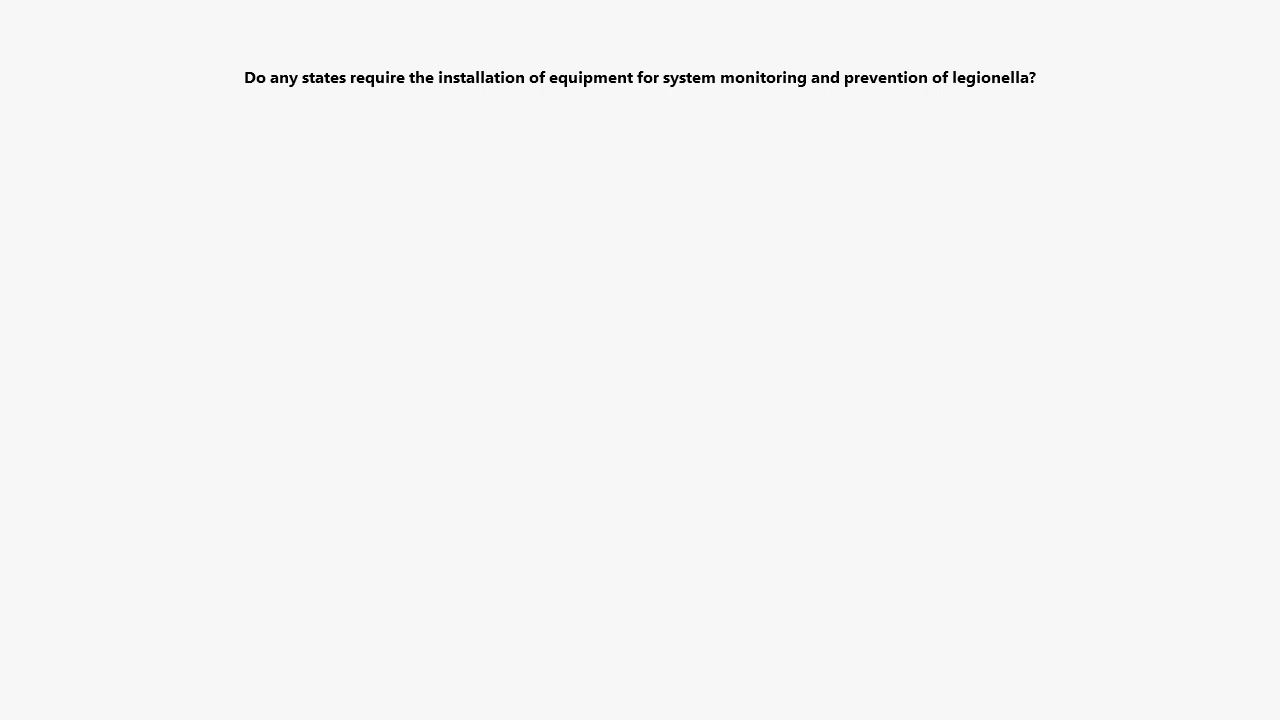 Do any states require the installation of equipment for system monitoring and prevention of legionella?